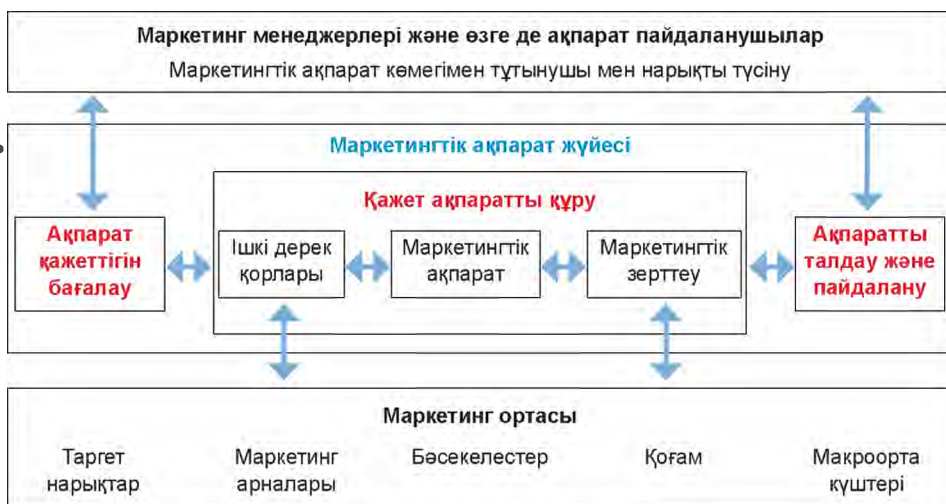 Маркетинг менеджерлері және өзге де ақпарат пайдаланушылар
Маркетингтік ақпарат көмегімен тұтынушы мен нарықты түсіну
Маркетингтік ақпарат жүйесі
Қажет ақпаратты құру
Ақпарат
қажеттігін
бағалау
Ішкі дерек
қорлары
Маркетингтік
ақпарат
Маркетингтік
зерттеу
Ақпаратты
талдау және
пайдалану
Маркетинг ортасы
Таргет
нарықтар
Маркетинг
арналары
Бәсекелестер
Қоғам
Макроорта
күштері